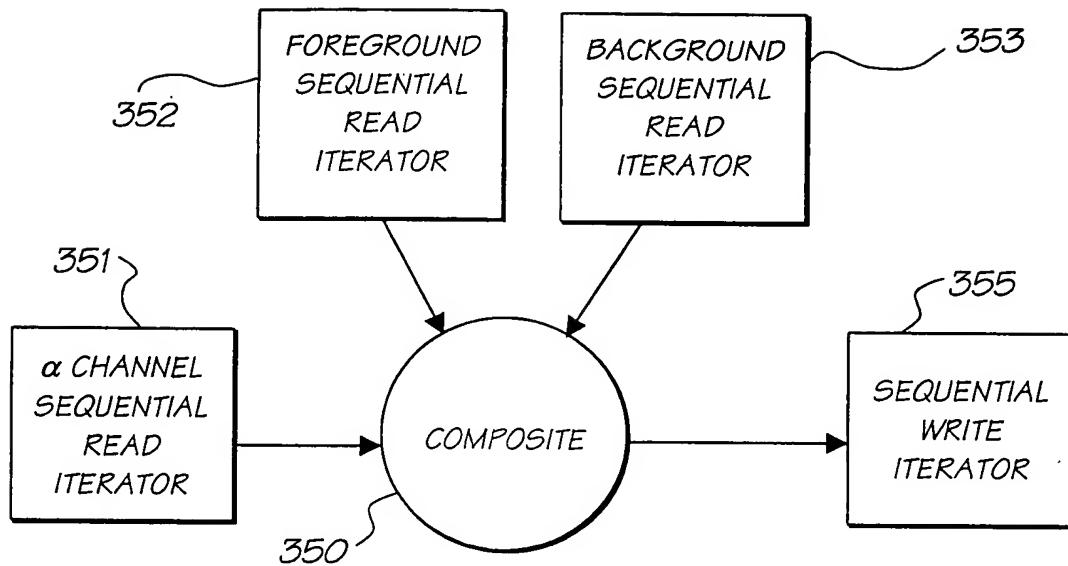 FOREGROUND
SEQUENTIAL
READ
ITERATOR
352
BACKGROUND
SEQUENTIAL
READ
ITERATOR
353
351
α CHANNEL
SEQUENTIAL
READ
ITERATOR
COMPOSITE
350
355
SEQUENTIAL
WRITE
ITERATOR